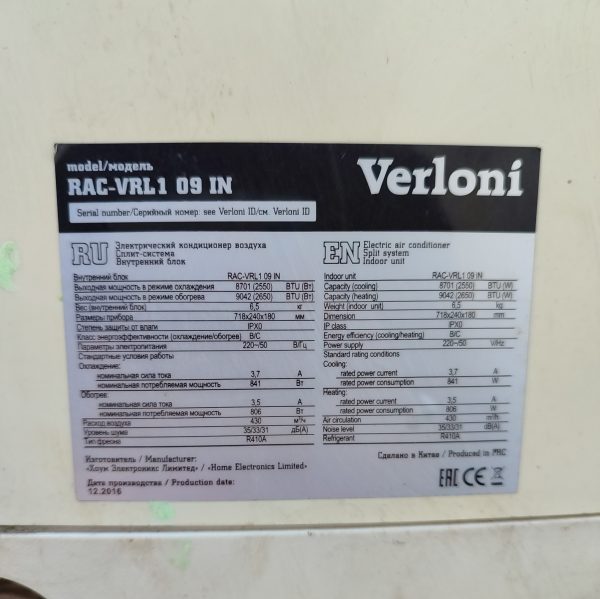 model/модель
RAC-VRL1 09 IN
Verloni
Serial number/Серийный номер: see Verloni ID/см. Verloni ID
RU Электрический кондиционер воздуха
Сплит-система
Внутренний блок
Внутренний блок RAC-VRL1 09 IN
Выходная мощность в режиме охлаждения 8701 (2550) BTU (Вт)
Выходная мощность в режиме обогрева 9042 (2650) BTU (Вт)
Вес (внутренний блок) 6,5 кг
Размеры прибора 718x240x180 мм
Степень защиты от влаги IPX0
Класс энергоэффективности (охлаждение/обогрев) B/C
Параметры электропитания 220~/50 В/Гц
Стандартные условия работы
Охлаждение:
номинальная сила тока 3,7 А
номинальная потребляемая мощность 841 Вт
Обогрев:
номинальная сила тока 3,5 А
номинальная потребляемая мощность 806 Вт
Расход воздуха 430 м³/ч
Уровень шума 35/33/31 дБ(А)
Тип фреона R410A
EN Electric air conditioner
Split system
Indoor unit
Indoor unit RAC-VRL1 09 IN
Capacity (cooling) 8701 (2550) BTU (W)
Capacity (heating) 9042 (2650) BTU (W)
Weight (indoor unit) 6,5 kg
Dimension 718x240x180 mm
IP class IPX0
Energy efficiency (cooling/heating) B/C
Power supply 220~/50 V/Hz
Standard rating conditions
Cooling:
rated power current 3,7 A
rated power consumption 841 W
Heating:
rated power current 3,5 A
rated power consumption 806 W
Air circulation 430 m³/h
Noise level 35/33/31 dB(A)
Refrigerant R410A
Изготовитель / Manufacturer:
«Хоум Электроникс Лимитед» / «Home Electronics Limited»
Сделано в Китае / Produced in PRC
Дата производства / Production date:
12.2016
EAC CE